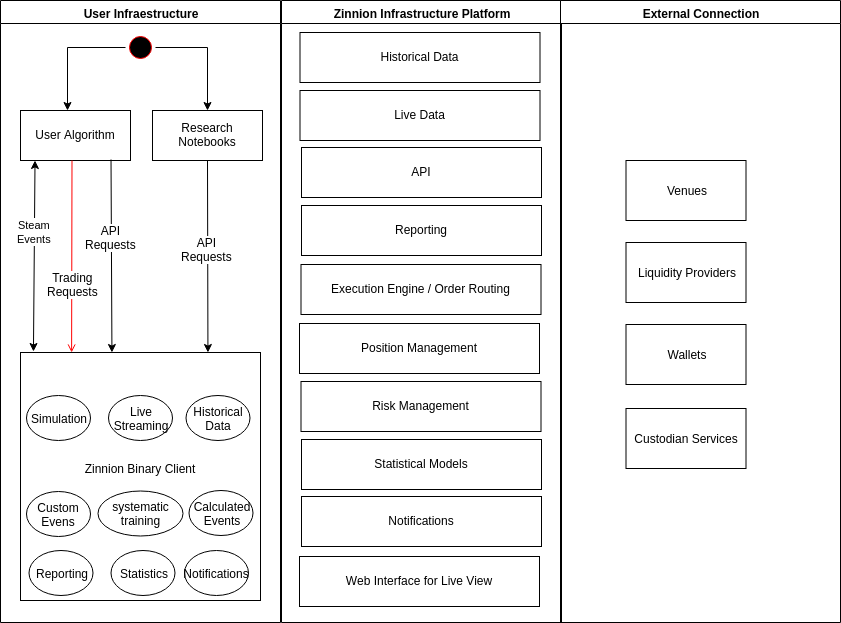 User Infraestructure
Zinnion Infrastructure Platform
External Connection
User Algorithm
Research
Notebooks
Steam
Events
Trading
Requests
API
Requests
API
Requests
Simulation
Live
Streaming
Historical
Data
Zinnion Binary Client
Custom
Evens
systematic
training
Calculated
Events
Reporting
Statistics
Notifications
Historical Data
Live Data
API
Reporting
Execution Engine / Order Routing
Position Management
Risk Management
Statistical Models
Notifications
Web Interface for Live View
Venues
Liquidity Providers
Wallets
Custodian Services